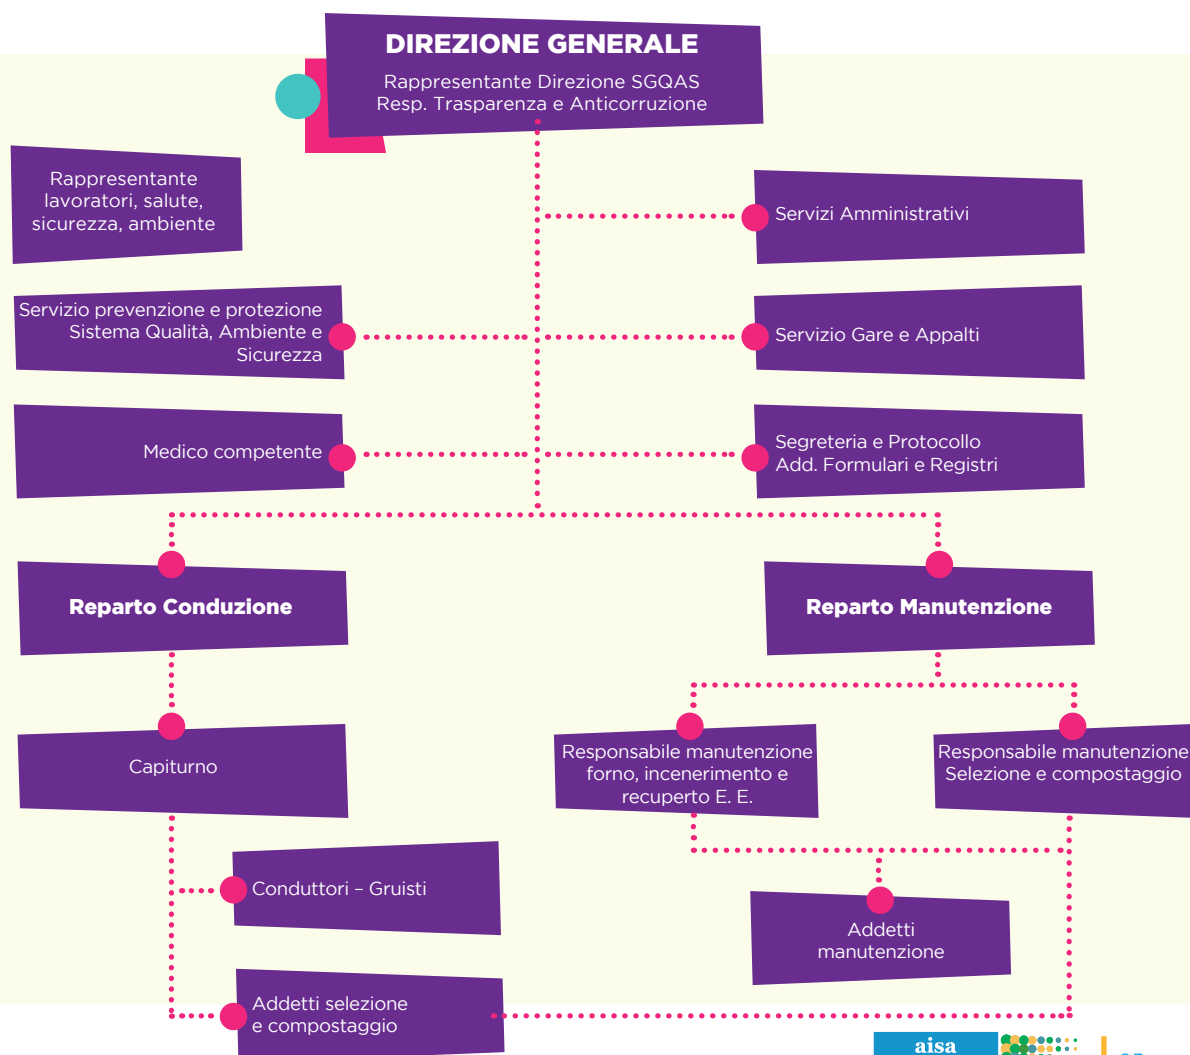 DIREZIONE GENERALE
Rappresentante Direzione SGQAS
Resp. Trasparenza e Anticorruzione
Rappresentante
lavoratori, salute,
sicurezza, ambiente
Servizi Amministrativi
Servizio prevenzione e protezione
Sistema Qualità, Ambiente e
Sicurezza
Servizio Gare e Appalti
Medico competente
Segreteria e Protocollo
Add. Formulari e Registri
Reparto Conduzione
Reparto Manutenzione
Capiturno
Responsabile manutenzione
forno, incenerimento e
recuperto E. E.
Responsabile manutenzione
Selezione e compostaggio
Conduttori – Gruisti
Addetti
manutenzione
Addetti selezione
e compostaggio
aisa